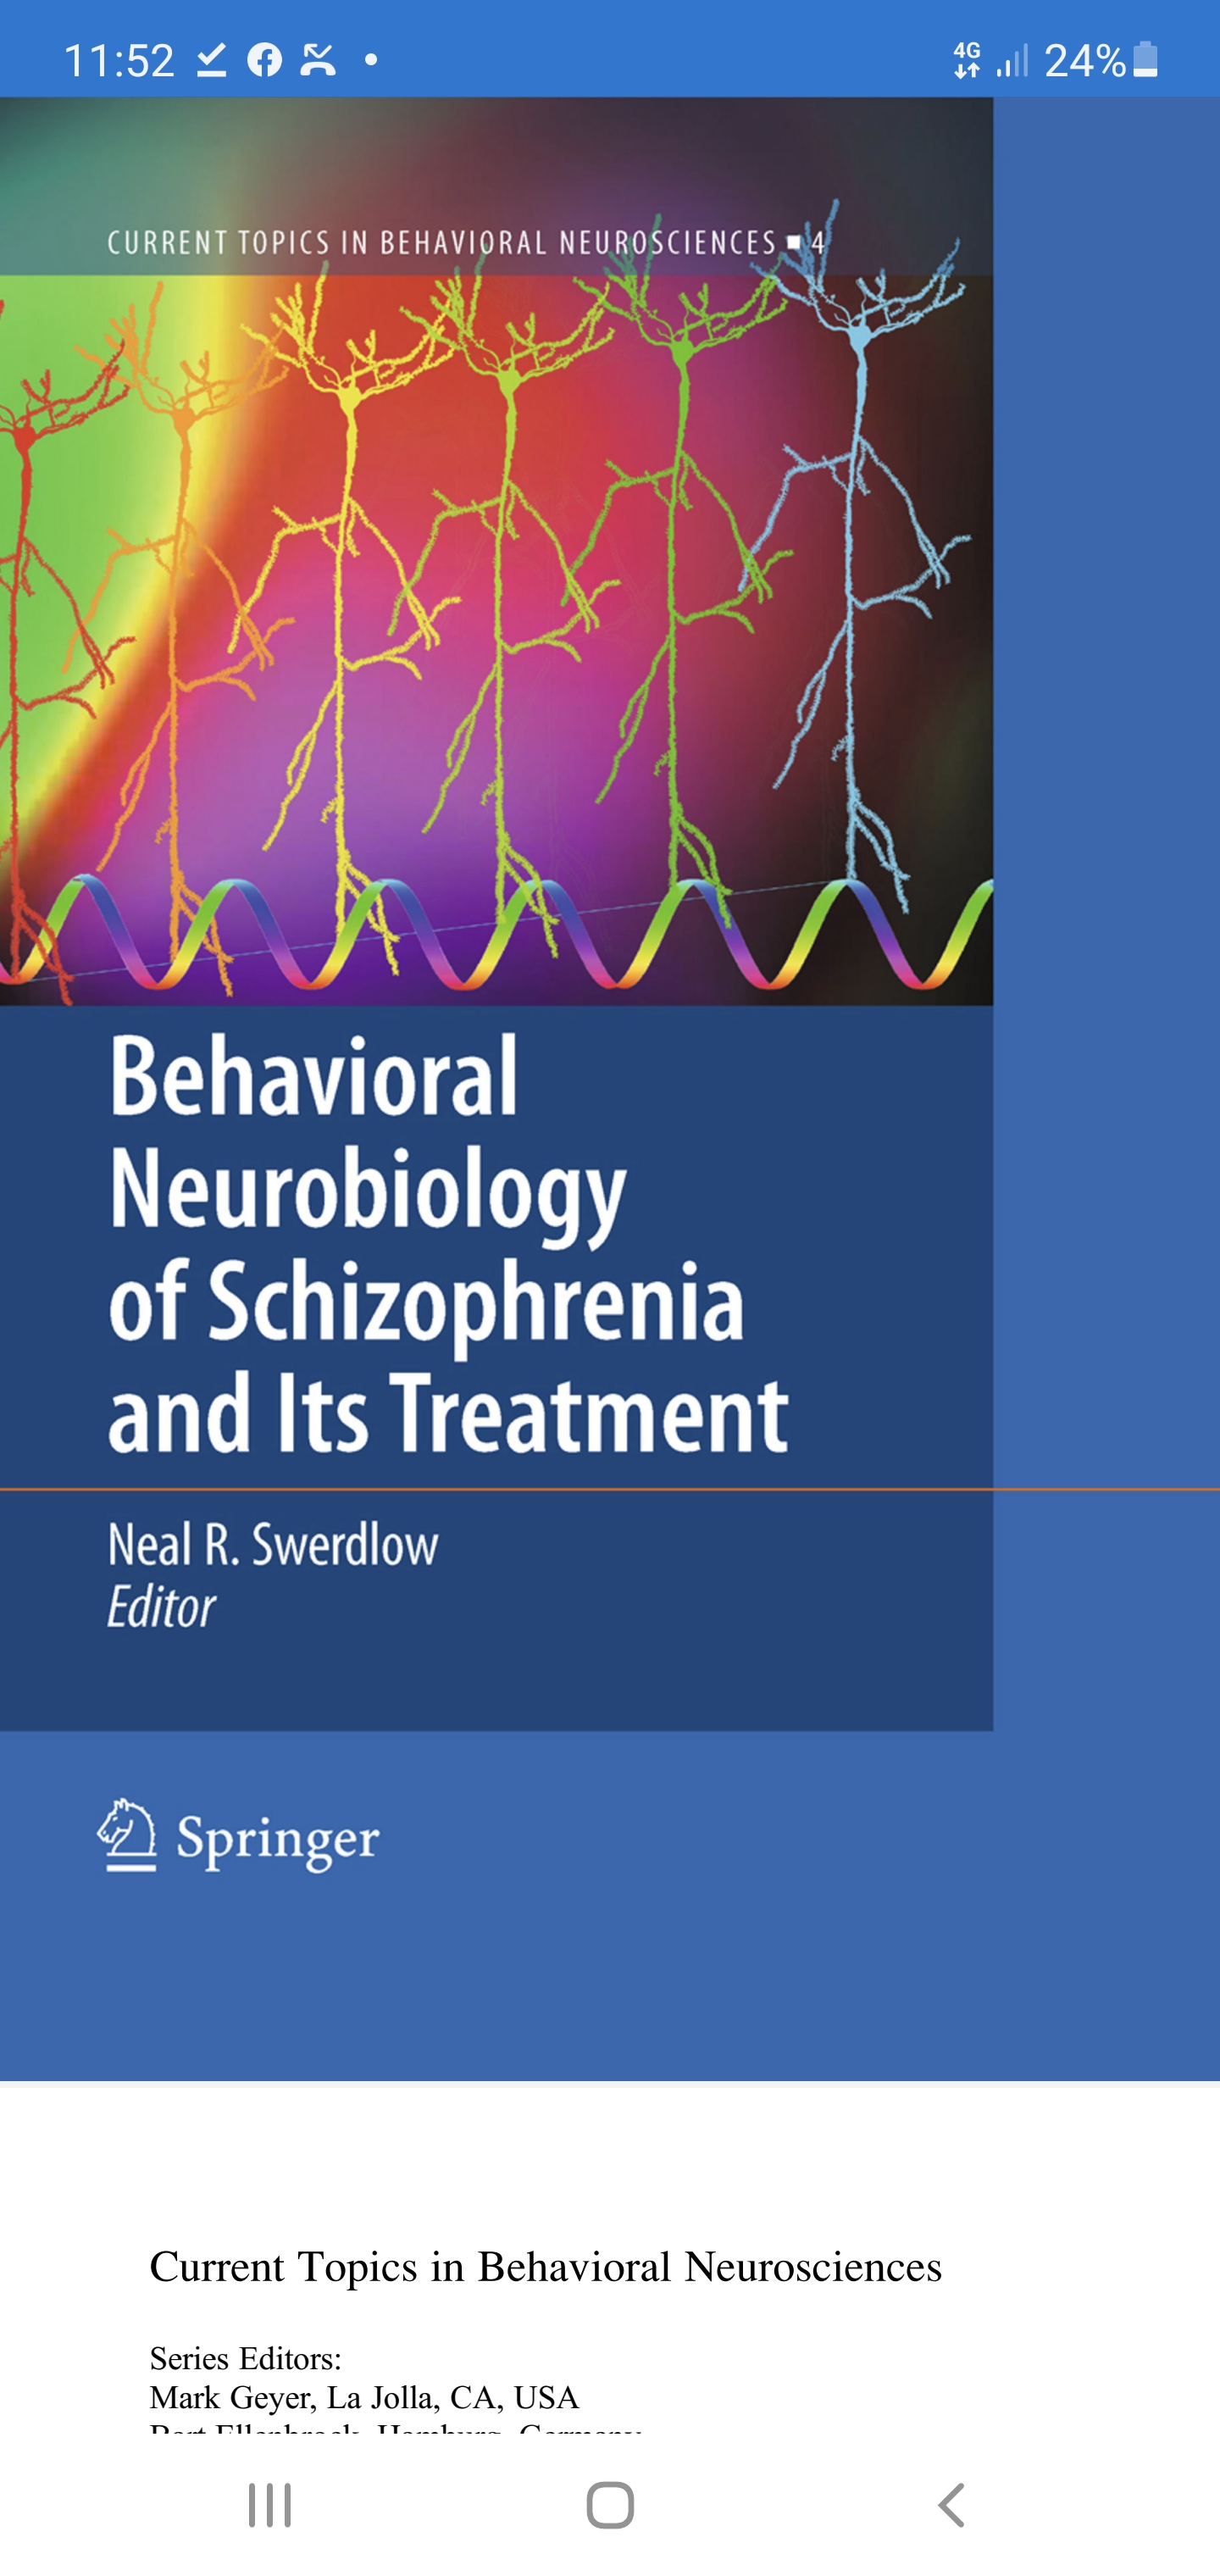 11:52
4G
24%
CURRENT TOPICS IN BEHAVIORAL NEUROSCIENCES ▪ 4
Behavioral
Neurobiology
of Schizophrenia
and Its Treatment
Neal R. Swerdlow
Editor
Springer
Current Topics in Behavioral Neurosciences
Series Editors:
Mark Geyer, La Jolla, CA, USA